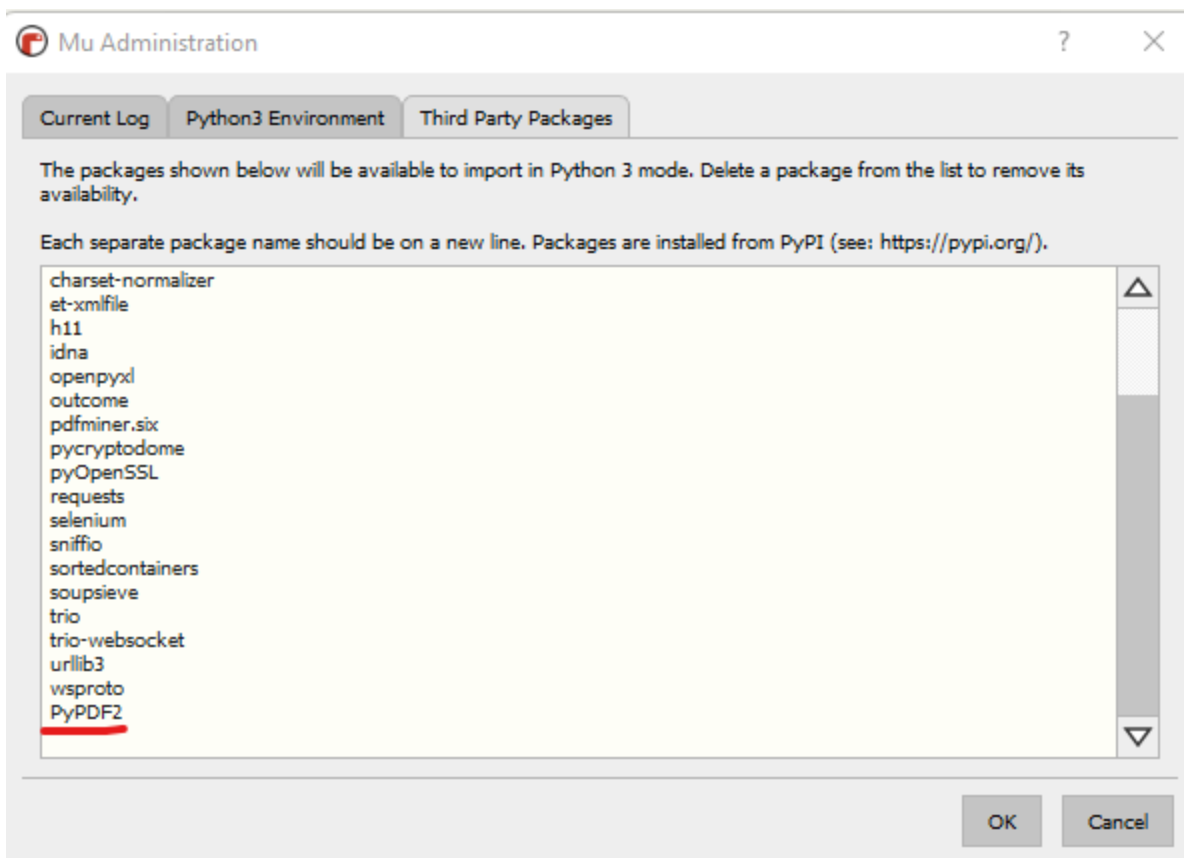 Mu Administration
Current Log
Python3 Environment
Third Party Packages
The packages shown below will be available to import in Python 3 mode. Delete a package from the list to remove its
availability.
Each separate package name should be on a new line. Packages are installed from PyPI (see: https://pypi.org/).
charset-normalizer
et-xmlfile
h11
idna
openpyxl
outcome
pdfminer.six
pycryptodome
pyOpenSSL
requests
selenium
sniffio
sortedcontainers
soupsieve
trio
trio-websocket
urllib3
wsproto
PyPDF2
OK
Cancel